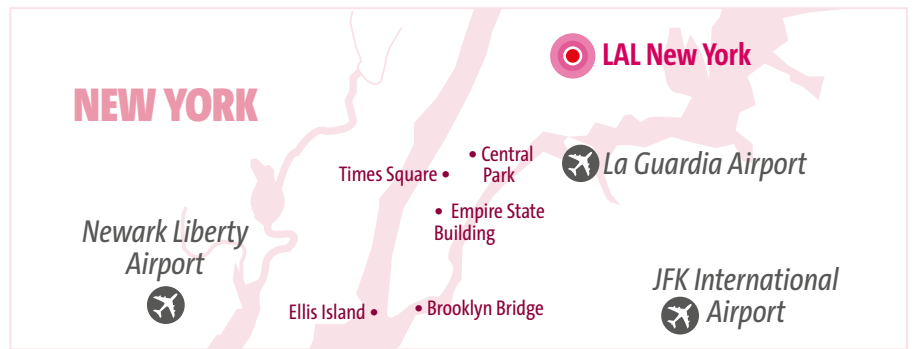 LAL New York
NEW YORK
• Central
Park
Times Square •
La Guardia Airport
• Empire State
Building
Newark Liberty
Airport
JFK International
Airport
Ellis Island •
• Brooklyn Bridge